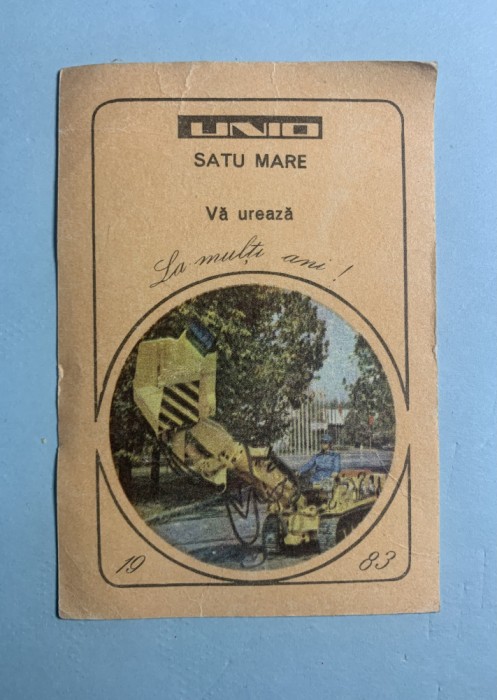 UNIO
SATU MARE
Vă urează
La mulți ani !
19 83